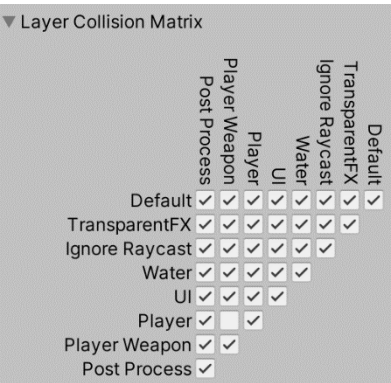 Layer Collision Matrix
Post Process
Player Weapon
Player
UI
Water
Ignore Raycast
TransparentFX
Default
Default
TransparentFX
Ignore Raycast
Water
UI
Player
Player Weapon
Post Process